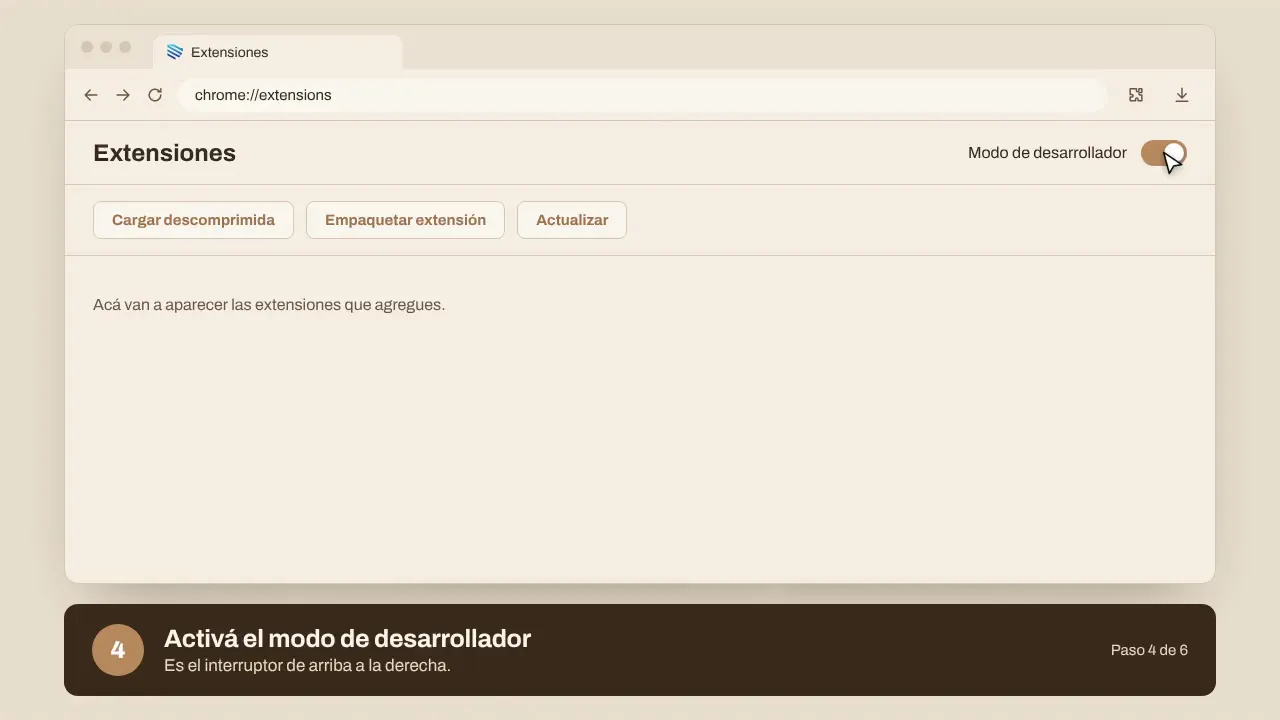 Extensiones
chrome://extensions
Extensiones
Modo de desarrollador
Cargar descomprimida
Empaquetar extensión
Actualizar
Acá van a aparecer las extensiones que agregues.
4
Activá el modo de desarrollador
Es el interruptor de arriba a la derecha.
Paso 4 de 6